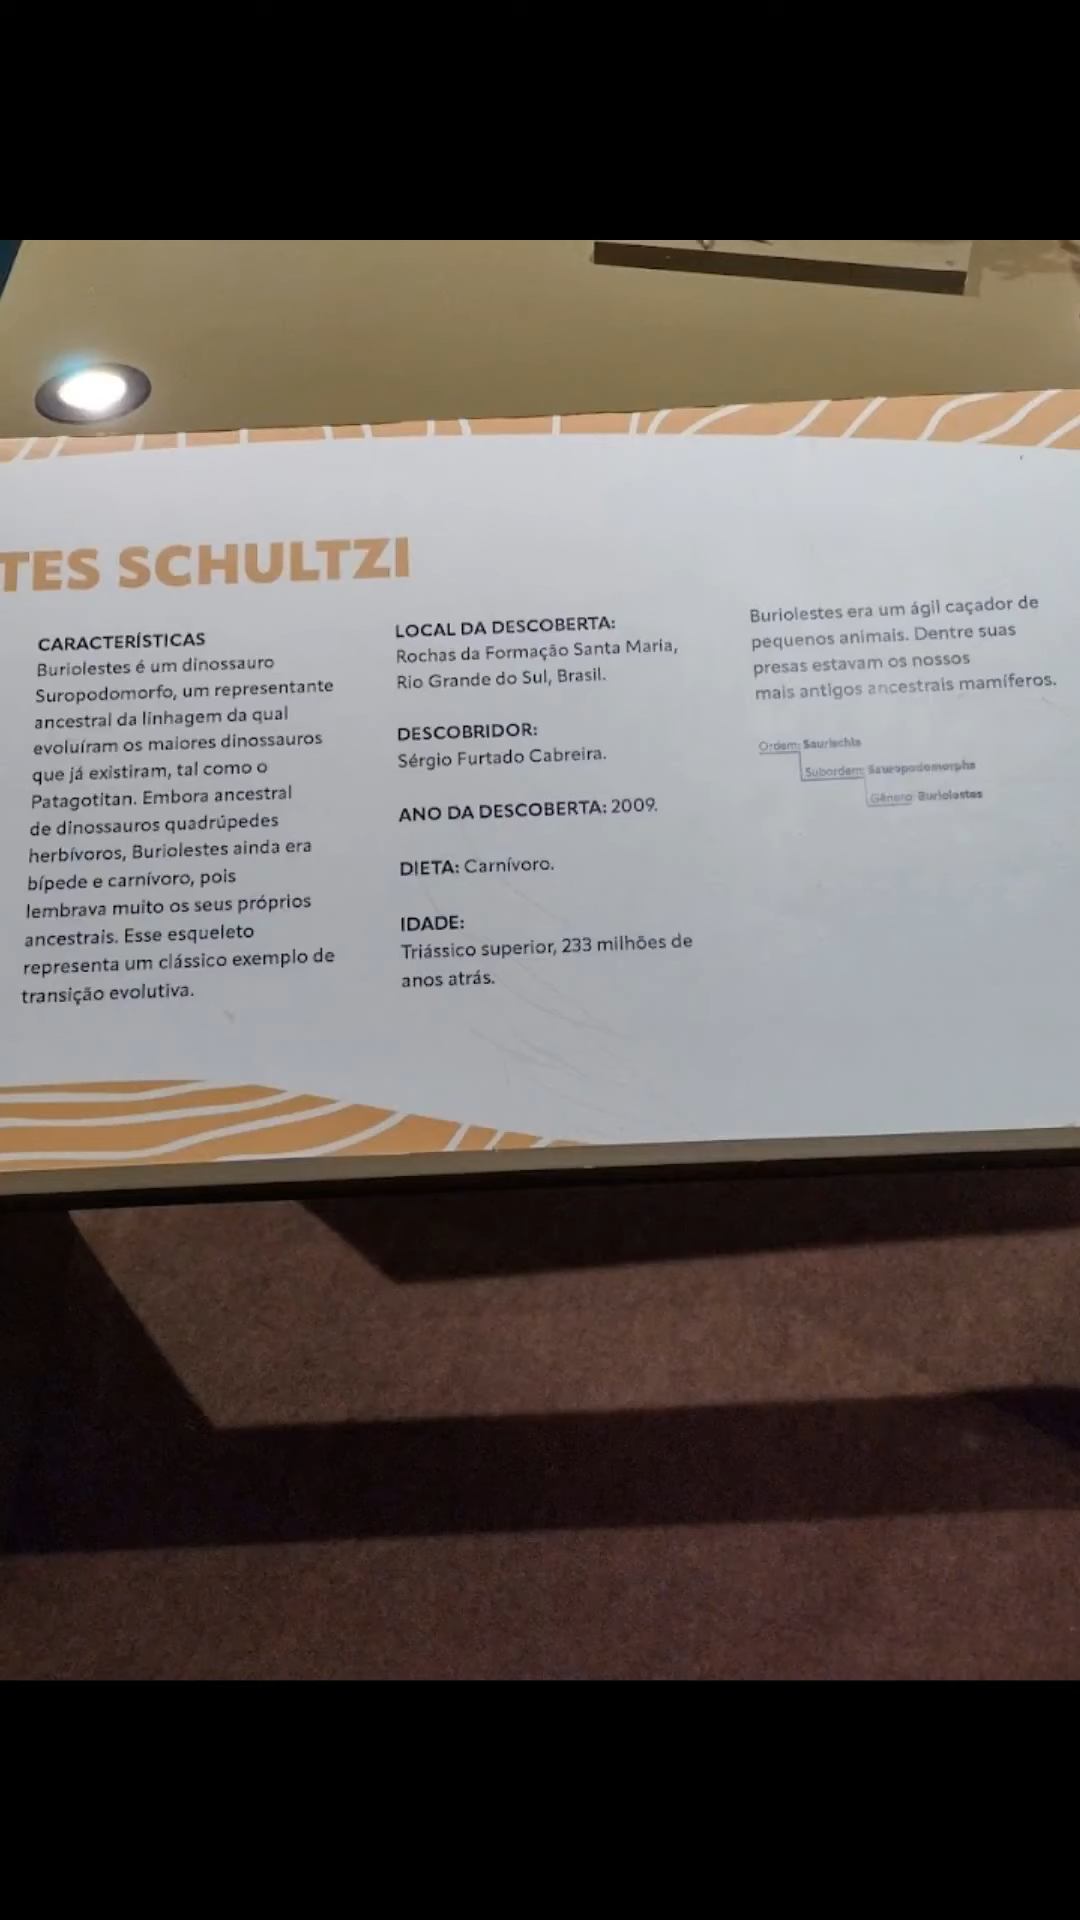 TES SCHULTZI
CARACTERÍSTICAS
Buriolestes é um dinossauro
Suropodomorfo, um representante
ancestral da linhagem da qual
evoluíram os maiores dinossauros
que já existiram, tal como o
Patagotitan. Embora ancestral
de dinossauros quadrúpedes
herbívoros, Buriolestes ainda era
bípede e carnívoro, pois
lembrava muito os seus próprios
ancestrais. Esse esqueleto
representa um clássico exemplo de
transição evolutiva.
LOCAL DA DESCOBERTA:
Rochas da Formação Santa Maria,
Rio Grande do Sul, Brasil.
DESCOBRIDOR:
Sérgio Furtado Cabreira.
ANO DA DESCOBERTA: 2009.
DIETA: Carnívoro.
IDADE:
Triássico superior, 233 milhões de
anos atrás.
Buriolestes era um ágil caçador de
pequenos animais. Dentre suas
presas estavam os nossos
mais antigos ancestrais mamíferos.
Ordem: Saurischia
Subordem: Sauropodomorpha
Gênero: Buriolestes